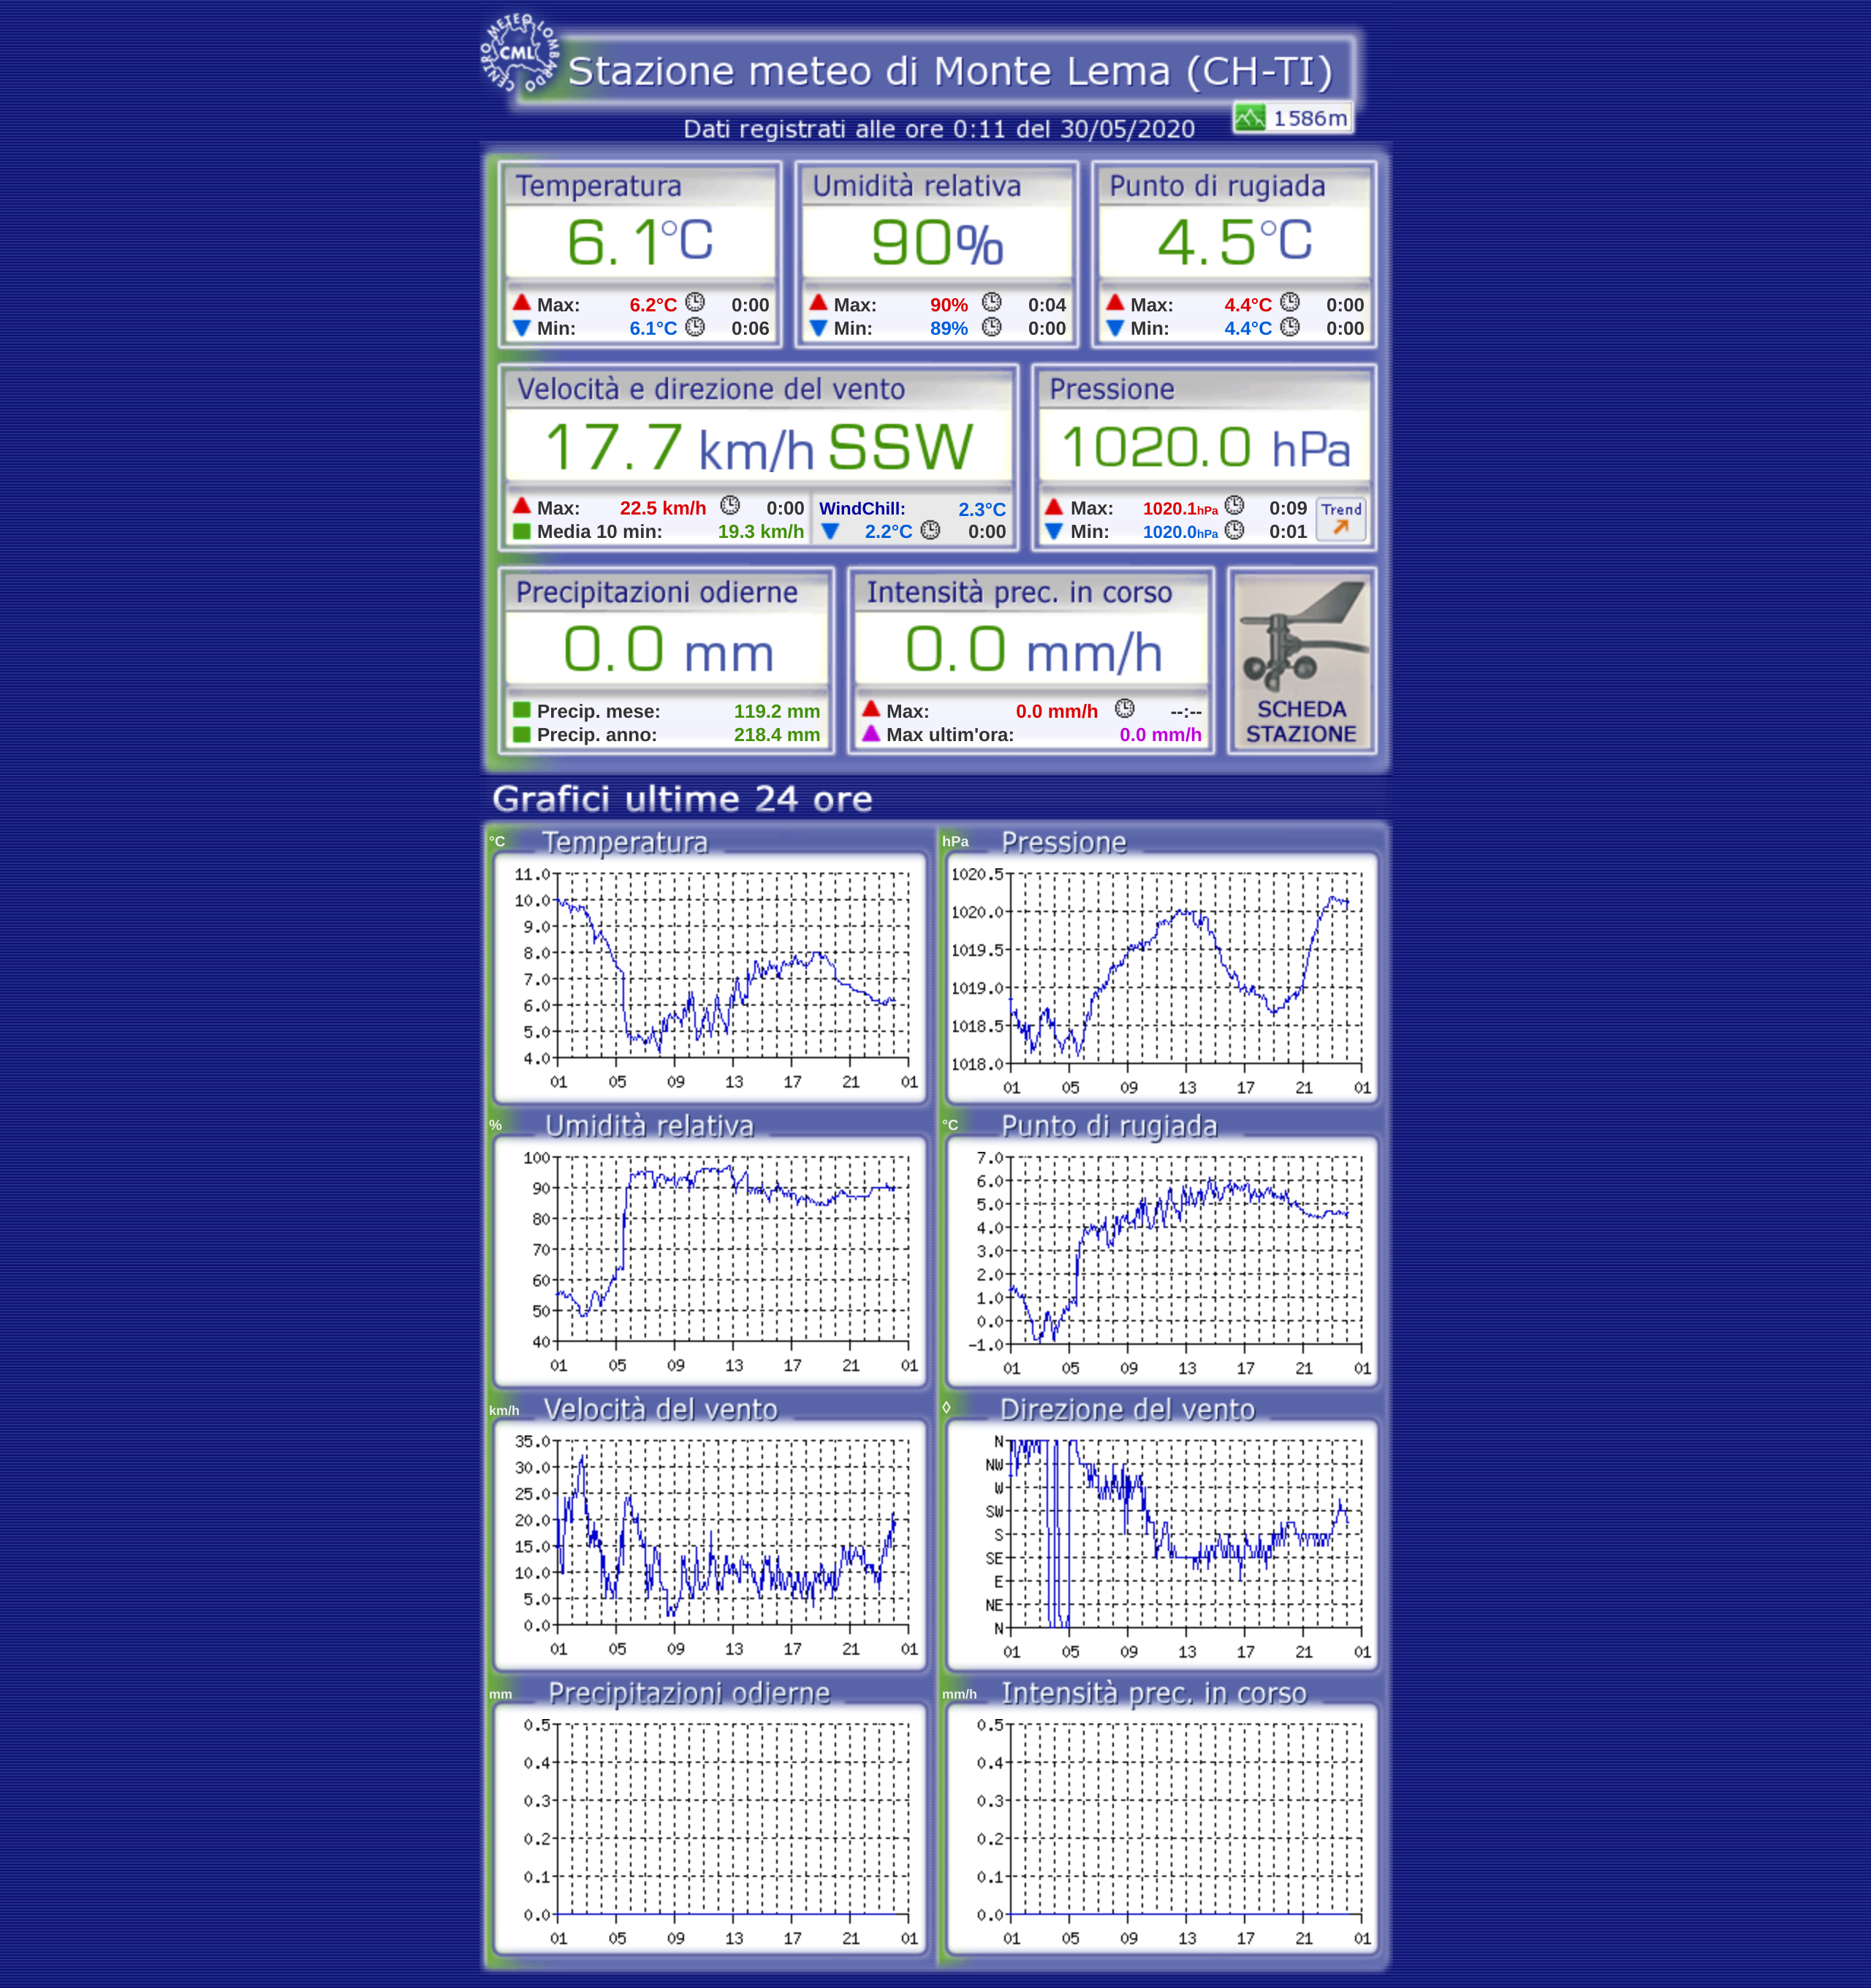 CENTRO METEO LOMBARDO
CML
Stazione meteo di Monte Lema (CH-TI)
1586m
Dati registrati alle ore 0:11 del 30/05/2020
Temperatura
6.1°C
Max: 6.2°C 0:00
Min: 6.1°C 0:06
Umidità relativa
90%
Max: 90% 0:04
Min: 89% 0:00
Punto di rugiada
4.5°C
Max: 4.4°C 0:00
Min: 4.4°C 0:00
Velocità e direzione del vento
17.7 km/h SSW
Max: 22.5 km/h 0:00
Media 10 min: 19.3 km/h
WindChill: 2.3°C
2.2°C 0:00
Pressione
1020.0 hPa
Max: 1020.1hPa 0:09
Min: 1020.0hPa 0:01
Trend
Precipitazioni odierne
0.0 mm
Precip. mese: 119.2 mm
Precip. anno: 218.4 mm
Intensità prec. in corso
0.0 mm/h
Max: 0.0 mm/h --:--
Max ultim'ora: 0.0 mm/h
SCHEDA
STAZIONE
Grafici ultime 24 ore
°C Temperatura
11.0
10.0
9.0
8.0
7.0
6.0
5.0
4.0
01 05 09 13 17 21 01
hPa Pressione
1020.5
1020.0
1019.5
1019.0
1018.5
1018.0
01 05 09 13 17 21 01
% Umidità relativa
100
90
80
70
60
50
40
01 05 09 13 17 21 01
°C Punto di rugiada
7.0
6.0
5.0
4.0
3.0
2.0
1.0
0.0
-1.0
01 05 09 13 17 21 01
km/h Velocità del vento
35.0
30.0
25.0
20.0
15.0
10.0
5.0
0.0
01 05 09 13 17 21 01
◊ Direzione del vento
N
NW
W
SW
S
SE
E
NE
N
01 05 09 13 17 21 01
mm Precipitazioni odierne
0.5
0.4
0.3
0.2
0.1
0.0
01 05 09 13 17 21 01
mm/h Intensità prec. in corso
0.5
0.4
0.3
0.2
0.1
0.0
01 05 09 13 17 21 01